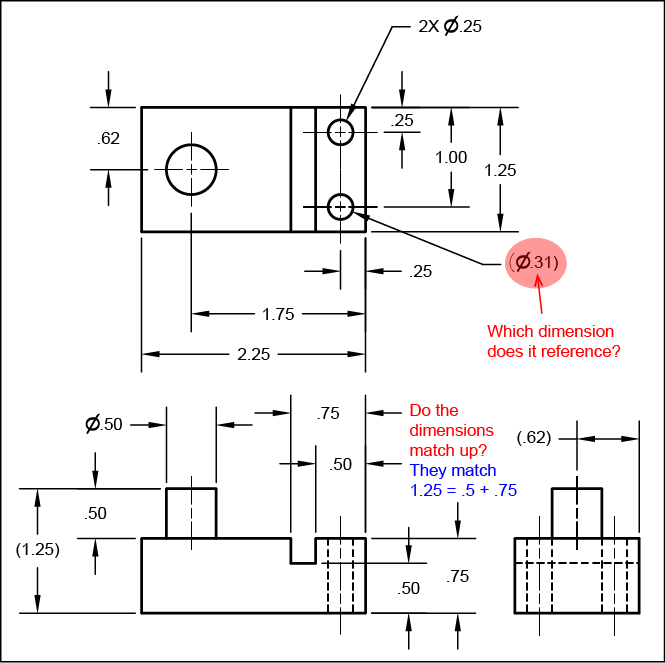 2X Ø.25
.62
.25
1.00
1.25
(Ø.31)
.25
Which dimension
does it reference?
1.75
2.25
Ø.50
.75
Do the
dimensions
match up?
They match
1.25 = .5 + .75
(.62)
.50
.50
(1.25)
.50
.75